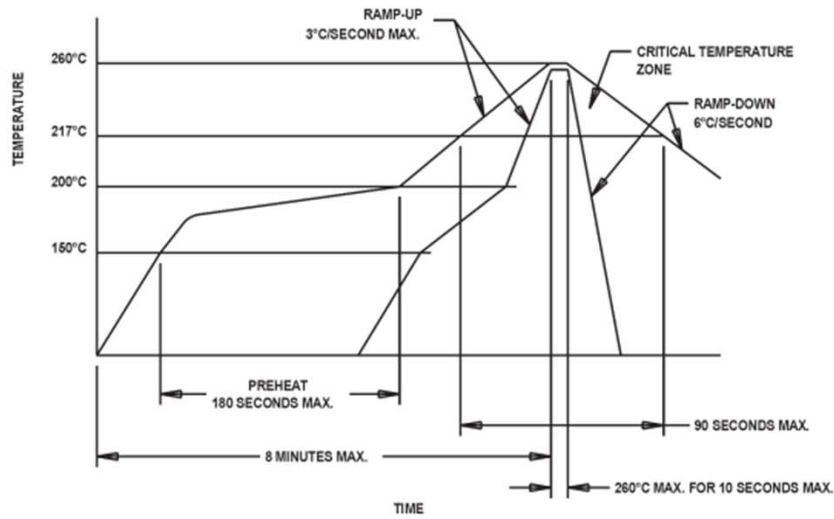 RAMP-UP
3°C/SECOND MAX.
260°C
CRITICAL TEMPERATURE
ZONE
RAMP-DOWN
6°C/SECOND
TEMPERATURE
217°C
200°C
150°C
PREHEAT
180 SECONDS MAX.
90 SECONDS MAX.
8 MINUTES MAX.
260°C MAX. FOR 10 SECONDS MAX.
TIME